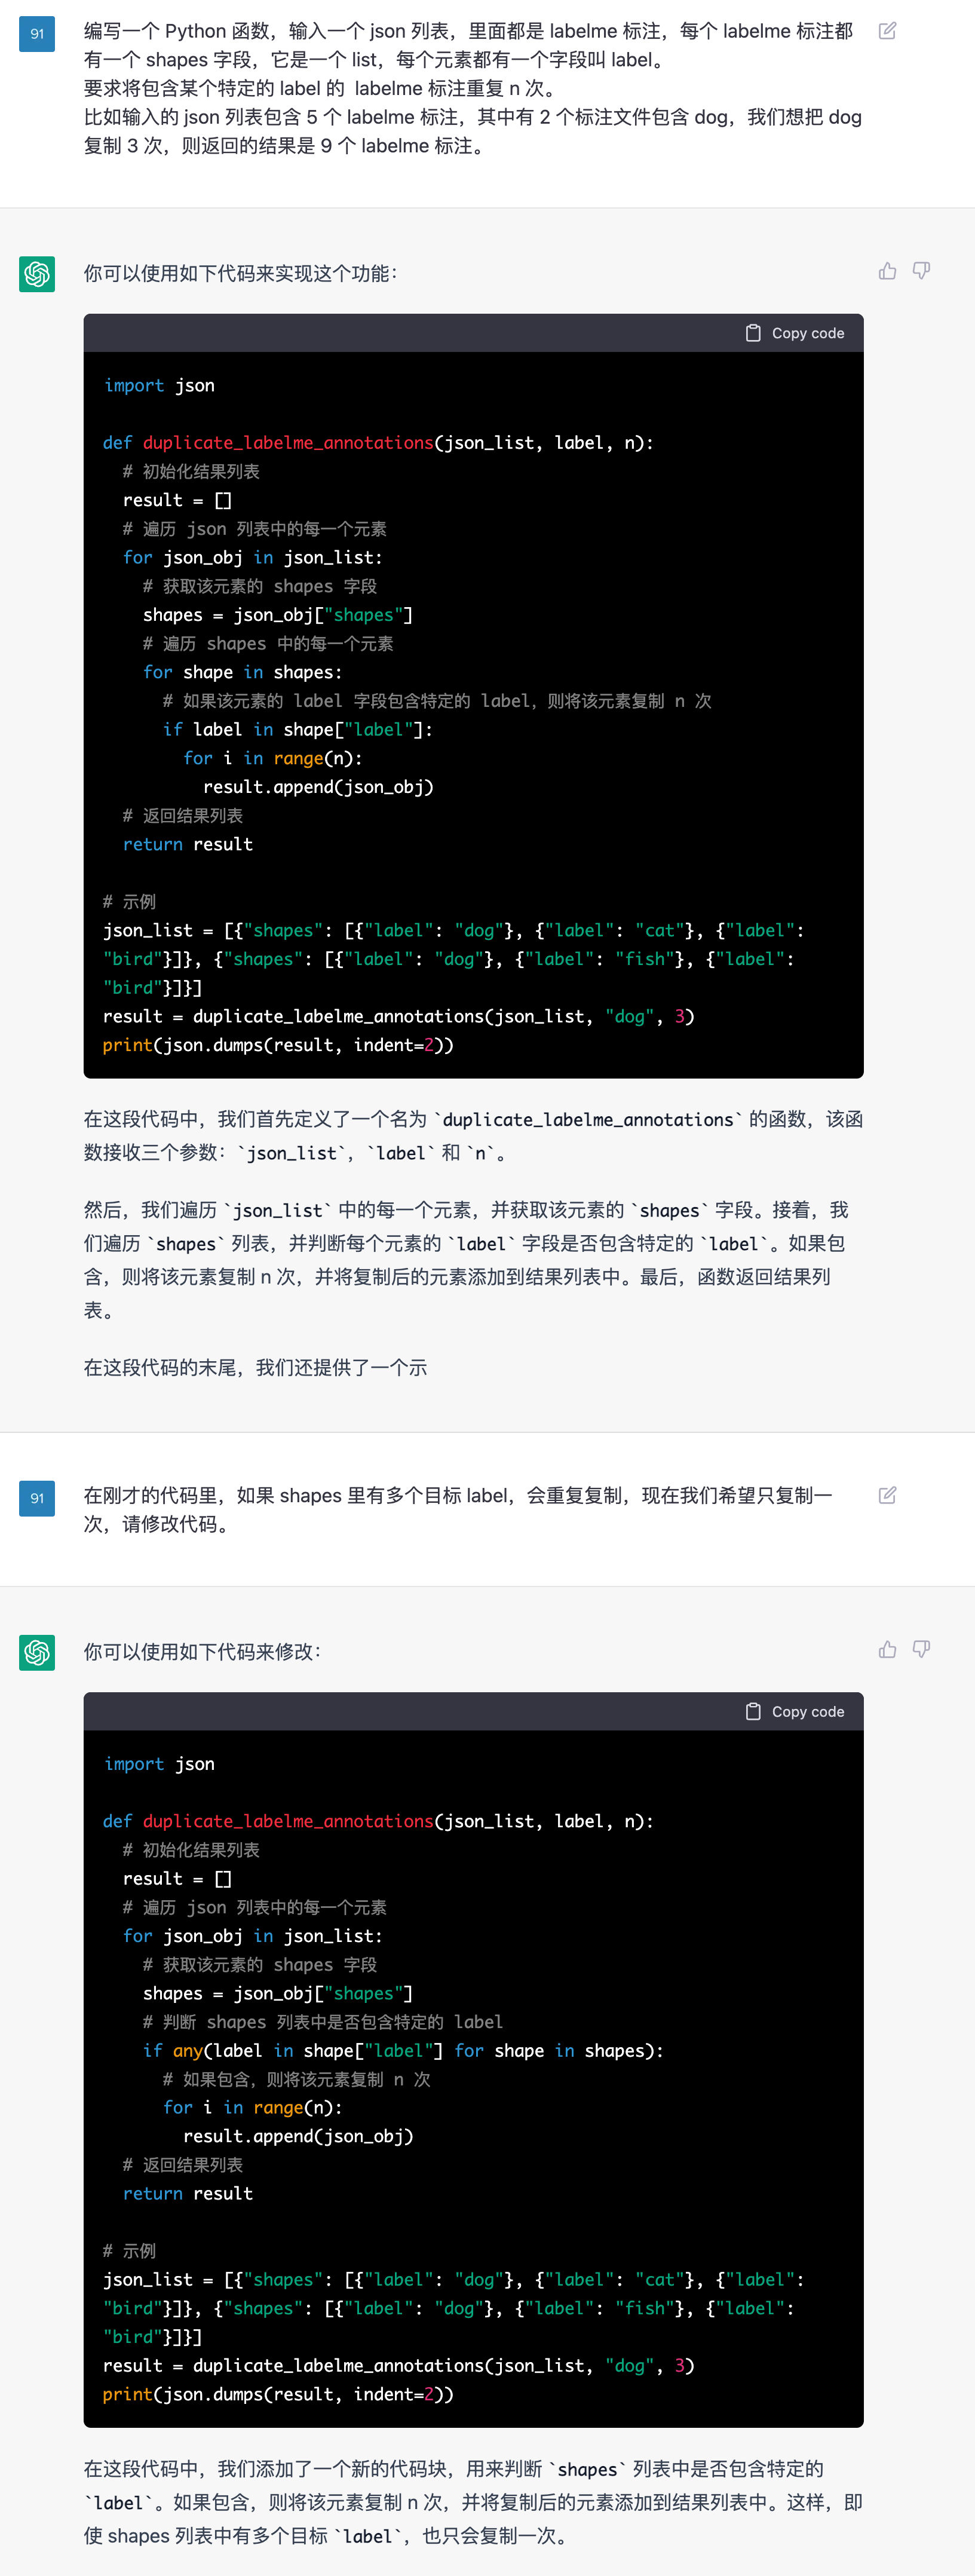 91
编写一个 Python 函数，输入一个 json 列表，里面都是 labelme 标注，每个 labelme 标注都
有一个 shapes 字段，它是一个 list，每个元素都有一个字段叫 label。
要求将包含某个特定的 label 的  labelme 标注重复 n 次。
比如输入的 json 列表包含 5 个 labelme 标注，其中有 2 个标注文件包含 dog，我们想把 dog
复制 3 次，则返回的结果是 9 个 labelme 标注。
你可以使用如下代码来实现这个功能：
Copy code
import json
def duplicate_labelme_annotations(json_list, label, n):
  # 初始化结果列表
  result = []
  # 遍历 json 列表中的每一个元素
  for json_obj in json_list:
    # 获取该元素的 shapes 字段
    shapes = json_obj["shapes"]
    # 遍历 shapes 中的每一个元素
    for shape in shapes:
      # 如果该元素的 label 字段包含特定的 label，则将该元素复制 n 次
      if label in shape["label"]:
        for i in range(n):
          result.append(json_obj)
  # 返回结果列表
  return result
# 示例
json_list = [{"shapes": [{"label": "dog"}, {"label": "cat"}, {"label":
"bird"}]}, {"shapes": [{"label": "dog"}, {"label": "fish"}, {"label":
"bird"}]}]
result = duplicate_labelme_annotations(json_list, "dog", 3)
print(json.dumps(result, indent=2))
在这段代码中，我们首先定义了一个名为 `duplicate_labelme_annotations` 的函数，该函
数接收三个参数：`json_list`，`label` 和 `n`。
然后，我们遍历 `json_list` 中的每一个元素，并获取该元素的 `shapes` 字段。接着，我
们遍历 `shapes` 列表，并判断每个元素的 `label` 字段是否包含特定的 `label`。如果包
含，则将该元素复制 n 次，并将复制后的元素添加到结果列表中。最后，函数返回结果列
表。
在这段代码的末尾，我们还提供了一个示
91
在刚才的代码里，如果 shapes 里有多个目标 label，会重复复制，现在我们希望只复制一
次，请修改代码。
你可以使用如下代码来修改：
Copy code
import json
def duplicate_labelme_annotations(json_list, label, n):
  # 初始化结果列表
  result = []
  # 遍历 json 列表中的每一个元素
  for json_obj in json_list:
    # 获取该元素的 shapes 字段
    shapes = json_obj["shapes"]
    # 判断 shapes 列表中是否包含特定的 label
    if any(label in shape["label"] for shape in shapes):
      # 如果包含，则将该元素复制 n 次
      for i in range(n):
        result.append(json_obj)
  # 返回结果列表
  return result
# 示例
json_list = [{"shapes": [{"label": "dog"}, {"label": "cat"}, {"label":
"bird"}]}, {"shapes": [{"label": "dog"}, {"label": "fish"}, {"label":
"bird"}]}]
result = duplicate_labelme_annotations(json_list, "dog", 3)
print(json.dumps(result, indent=2))
在这段代码中，我们添加了一个新的代码块，用来判断 `shapes` 列表中是否包含特定的
`label`。如果包含，则将该元素复制 n 次，并将复制后的元素添加到结果列表中。这样，即
使 shapes 列表中有多个目标 `label`，也只会复制一次。